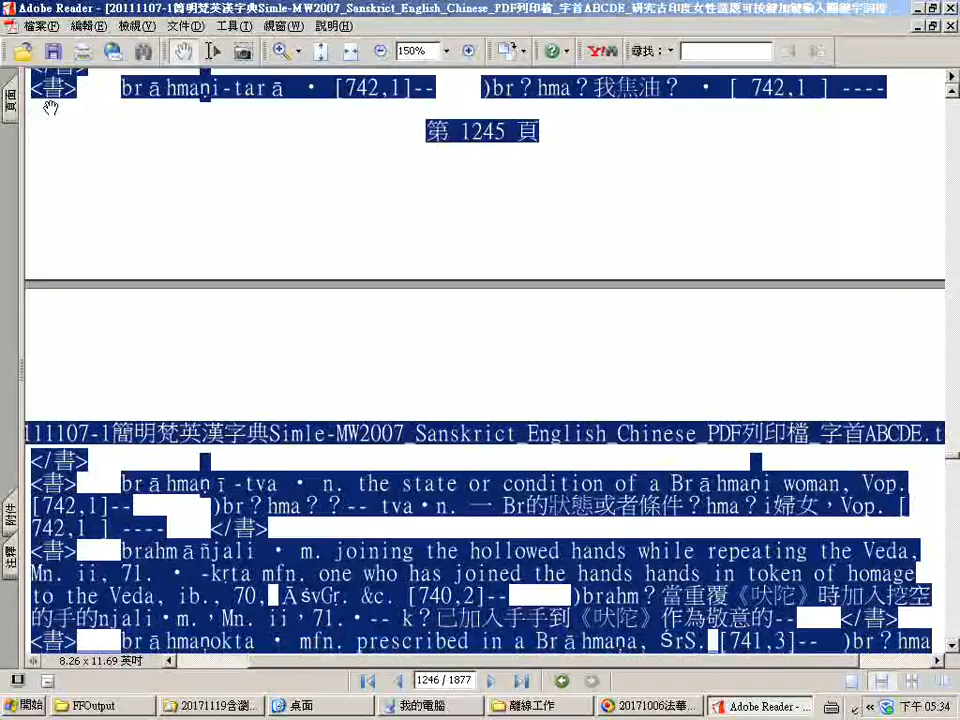 Adobe Reader - [20111107-1簡明梵英漢字典Simle-MW2007_Sanskrict_English_Chinese_PDF列印檔_字首ABCDE_研究古印度女性議題可按
檔案(F) 編輯(E) 檢視(V) 文件(D) 工具(T) 視窗(W) 說明(H)
150% 尋找：
頁面
附件
註釋
</書>
<書> brāhmaṇi-tarā • [742,1]-- )br？hma？我焦油？ • [ 742,1 ] ----
第 1245 頁
111107-1簡明梵英漢字典Simle-MW2007_Sanskrict_English_Chinese_PDF列印檔_字首ABCDE.t
</書>
<書> brāhmaṇī-tva • n. the state or condition of a Brāhmaṇi woman, Vop.
[742,1]-- )br？hma？？-- tva•n. 一 Br的狀態或者條件？hma？i婦女，Vop. [
742,1 ] ---- </書>
<書> brahmāñjali • m. joining the hollowed hands while repeating the Veda,
Mn. ii, 71. • -kṛta mfn. one who has joined the hands hands in token of homage
to the Veda, ib., 70, ĀśvGr. &c. [740,2]-- )brahm？當重覆《吠陀》時加入挖空
的手的njali•m.，Mn. ii，71.•-- k？已加入手手到《吠陀》作為敬意的-- </書>
<書> brāhmaṇokta • mfn. prescribed in a Brāhmaṇa, ŚrS. [741,3]-- )br？hma
8.26 x 11.69 英吋
1246 / 1877
開始 FFOutput 20171119含瀏... 桌面 我的電腦 離線工作 20171006法華... Adobe Reader - [... 下午 05:34